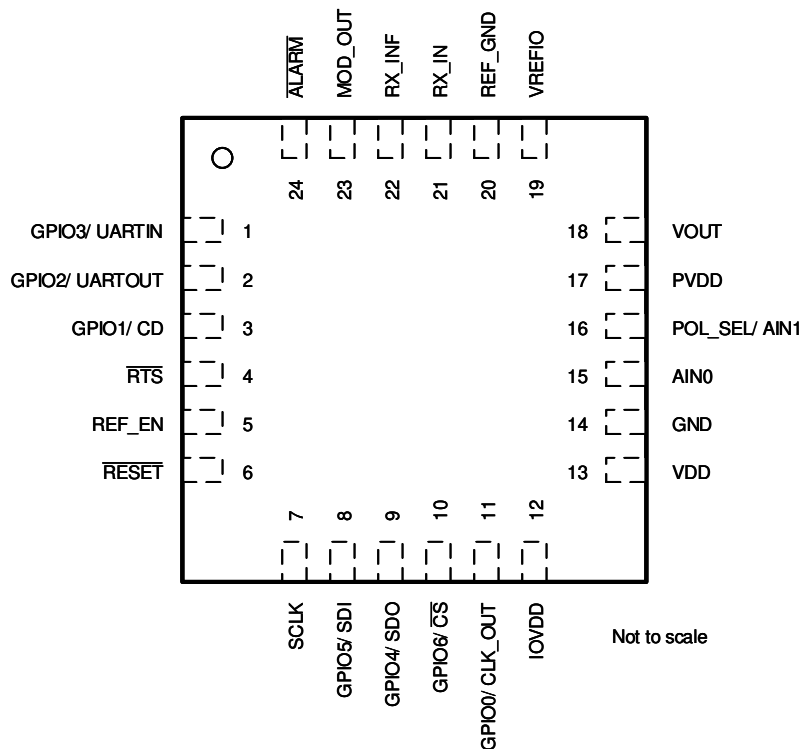 ALARM
MOD_OUT
RX_INF
RX_IN
REF_GND
VREFIO
24
23
22
21
20
19
GPIO3/ UARTIN 1
GPIO2/ UARTOUT 2
GPIO1/ CD 3
RTS 4
REF_EN 5
RESET 6
18 VOUT
17 PVDD
16 POL_SEL/ AIN1
15 AIN0
14 GND
13 VDD
7
8
9
10
11
12
SCLK
GPIO5/ SDI
GPIO4/ SDO
GPIO6/ CS
GPIO0/ CLK_OUT
IOVDD
Not to scale